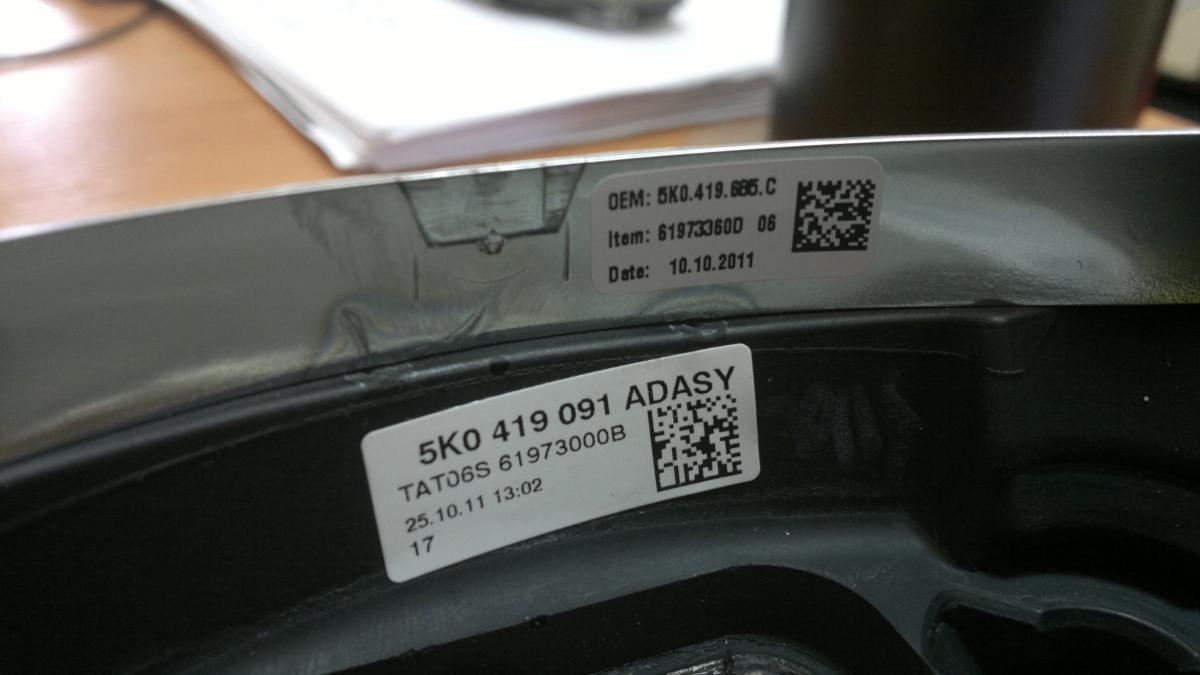 OEM: 5K0.419.685.C
Item: 61973360D 06
Date: 10.10.2011
5K0 419 091 ADASY
TAT06S 61973000B
25.10.11 13:02
17